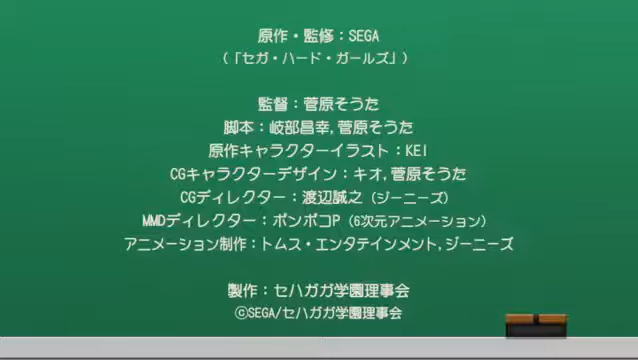 原作・監修：SEGA
(「セガ・ハード・ガールズ」)
監督：菅原そうた
脚本：岐部昌幸,菅原そうた
原作キャラクターイラスト：KEI
CGキャラクターデザイン：キオ,菅原そうた
CGディレクター：渡辺誠之（ジーニーズ）
MMDディレクター：ポンポコP（6次元アニメーション）
アニメーション制作：トムス・エンタテインメント,ジーニーズ
製作：セハガガ学園理事会
©SEGA/セハガガ学園理事会